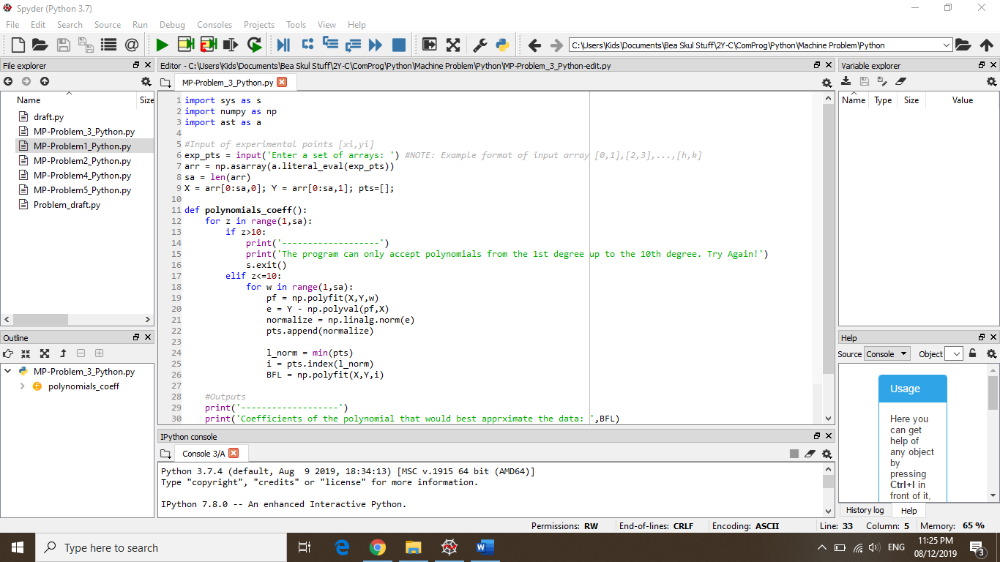 Spyder (Python 3.7)
File Edit Search Source Run Debug Consoles Projects Tools View Help
C:\Users\Kids\Documents\Bea Skul Stuff\2Y-C\ComProg\Python\Machine Problem\Python
File explorer
Name Size
draft.py
MP-Problem_3_Python.py
MP-Problem1_Python.py
MP-Problem2_Python.py
MP-Problem4_Python.py
MP-Problem5_Python.py
Problem_draft.py
Outline
MP-Problem_3_Python.py
polynomials_coeff
Editor - C:\Users\Kids\Documents\Bea Skul Stuff\2Y-C\ComProg\Python\Machine Problem\Python\MP-Problem_3_Python-edit.py
MP-Problem_3_Python.py
1 import sys as s
2 import numpy as np
3 import ast as a
4
5 #Input of experimental points [xi,yi]
6 exp_pts = input('Enter a set of arrays: ') #NOTE: Example format of input array [0,1],[2,3],...,[h,k]
7 arr = np.asarray(a.literal_eval(exp_pts))
8 sa = len(arr)
9 X = arr[0:sa,0]; Y = arr[0:sa,1]; pts=[];
10
11 def polynomials_coeff():
12     for z in range(1,sa):
13         if z>10:
14             print('-------------------')
15             print('The program can only accept polynomials from the 1st degree up to the 10th degree. Try Again!')
16             s.exit()
17         elif z<=10:
18             for w in range(1,sa):
19                 pf = np.polyfit(X,Y,w)
20                 e = Y - np.polyval(pf,X)
21                 normalize = np.linalg.norm(e)
22                 pts.append(normalize)
23
24                 l_norm = min(pts)
25                 i = pts.index(l_norm)
26                 BFL = np.polyfit(X,Y,i)
27
28     #Outputs
29     print('-------------------')
30     print('Coefficients of the polynomial that would best apprximate the data: ',BFL)
IPython console
Console 3/A
Python 3.7.4 (default, Aug  9 2019, 18:34:13) [MSC v.1915 64 bit (AMD64)]
Type "copyright", "credits" or "license" for more information.
IPython 7.8.0 -- An enhanced Interactive Python.
Variable explorer
Name Type Size Value
Help
Source Console Object
Usage
Here you
can get
help of
any object
by
pressing
Ctrl+I in
front of it,
History log Help
Permissions: RW End-of-lines: CRLF Encoding: ASCII Line: 33 Column: 5 Memory: 65 %
Type here to search
ENG
11:25 PM
08/12/2019
3